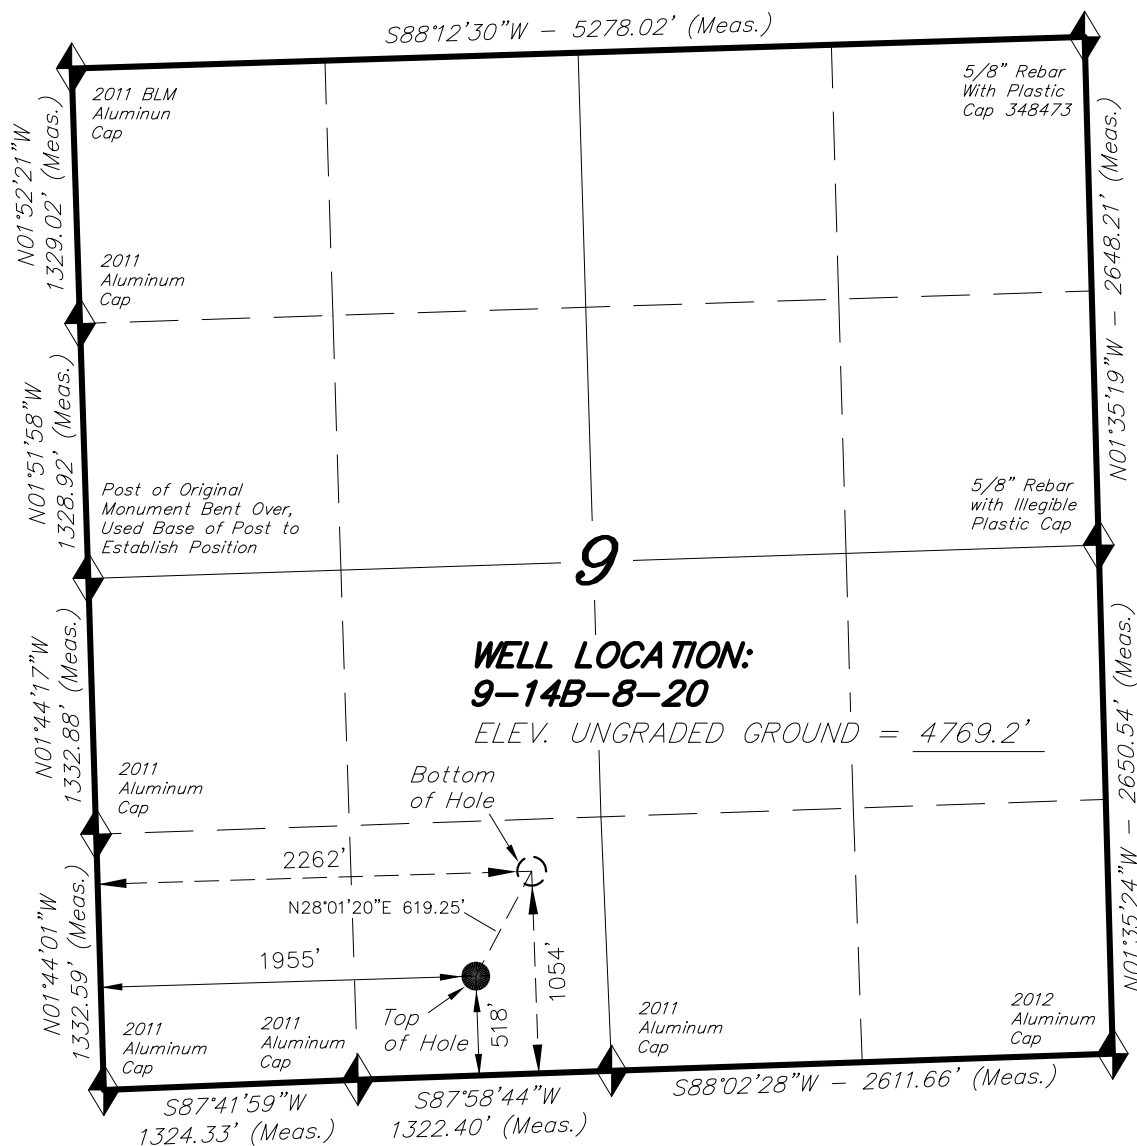 S88°12'30"W - 5278.02' (Meas.)
2011 BLM
Aluminun
Cap
5/8" Rebar
With Plastic
Cap 348473
N01°52'21"W
1329.02' (Meas.)
N01°35'19"W - 2648.21' (Meas.)
2011
Aluminum
Cap
N01°51'58"W
1328.92' (Meas.)
Post of Original
Monument Bent Over,
Used Base of Post to
Establish Position
5/8" Rebar
with Illegible
Plastic Cap
9
WELL LOCATION:
9-14B-8-20
ELEV. UNGRADED GROUND = 4769.2'
N01°44'17"W
1332.88' (Meas.)
N01°35'24"W - 2650.54' (Meas.)
2011
Aluminum
Cap
Bottom
of Hole
2262'
N28°01'20"E 619.25'
1955'
1054'
518'
Top
of Hole
N01°44'01"W
1332.59' (Meas.)
2011
Aluminum
Cap
2011
Aluminum
Cap
2011
Aluminum
Cap
2012
Aluminum
Cap
S87°41'59"W
1324.33' (Meas.)
S87°58'44"W
1322.40' (Meas.)
S88°02'28"W - 2611.66' (Meas.)